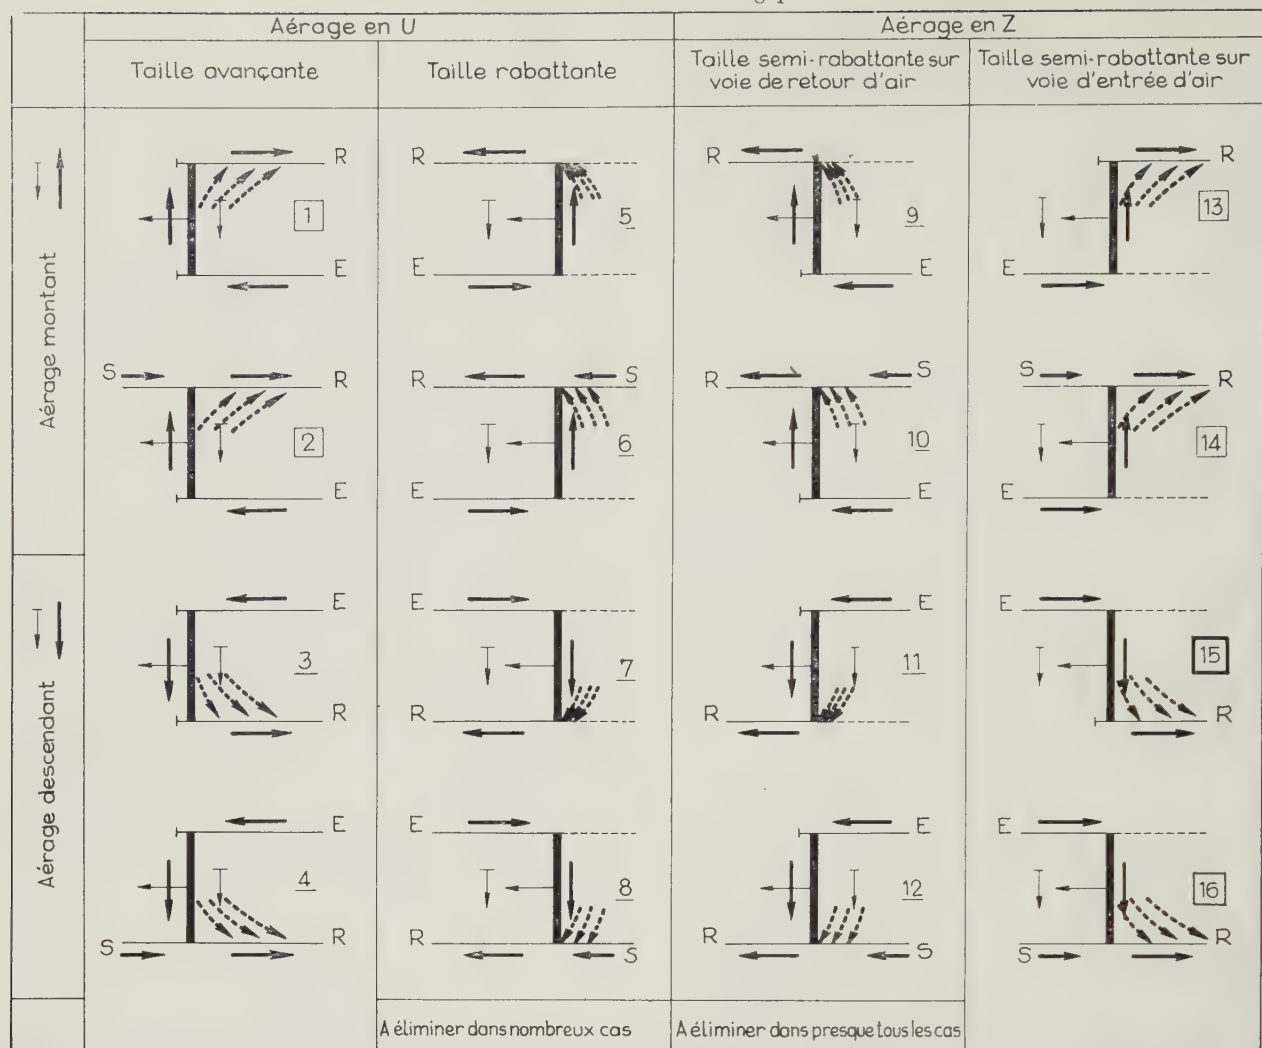 Aérage en U
Aérage en Z
Taille avançante
Taille rabattante
Taille semi-rabattante sur
voie de retour d'air
Taille semi-rabattante sur
voie d'entrée d'air
Aérage montant
R
1
E
R
5
E
R
9
E
13
R
E
S
R
2
E
R
S
6
E
R
S
10
E
S
R
14
E
Aérage descendant
E
3
R
E
7
R
E
11
R
E
15
R
E
4
S
R
E
8
R
S
E
12
R
S
E
16
S
R
A éliminer dans nombreux cas
A éliminer dans presque tous les cas